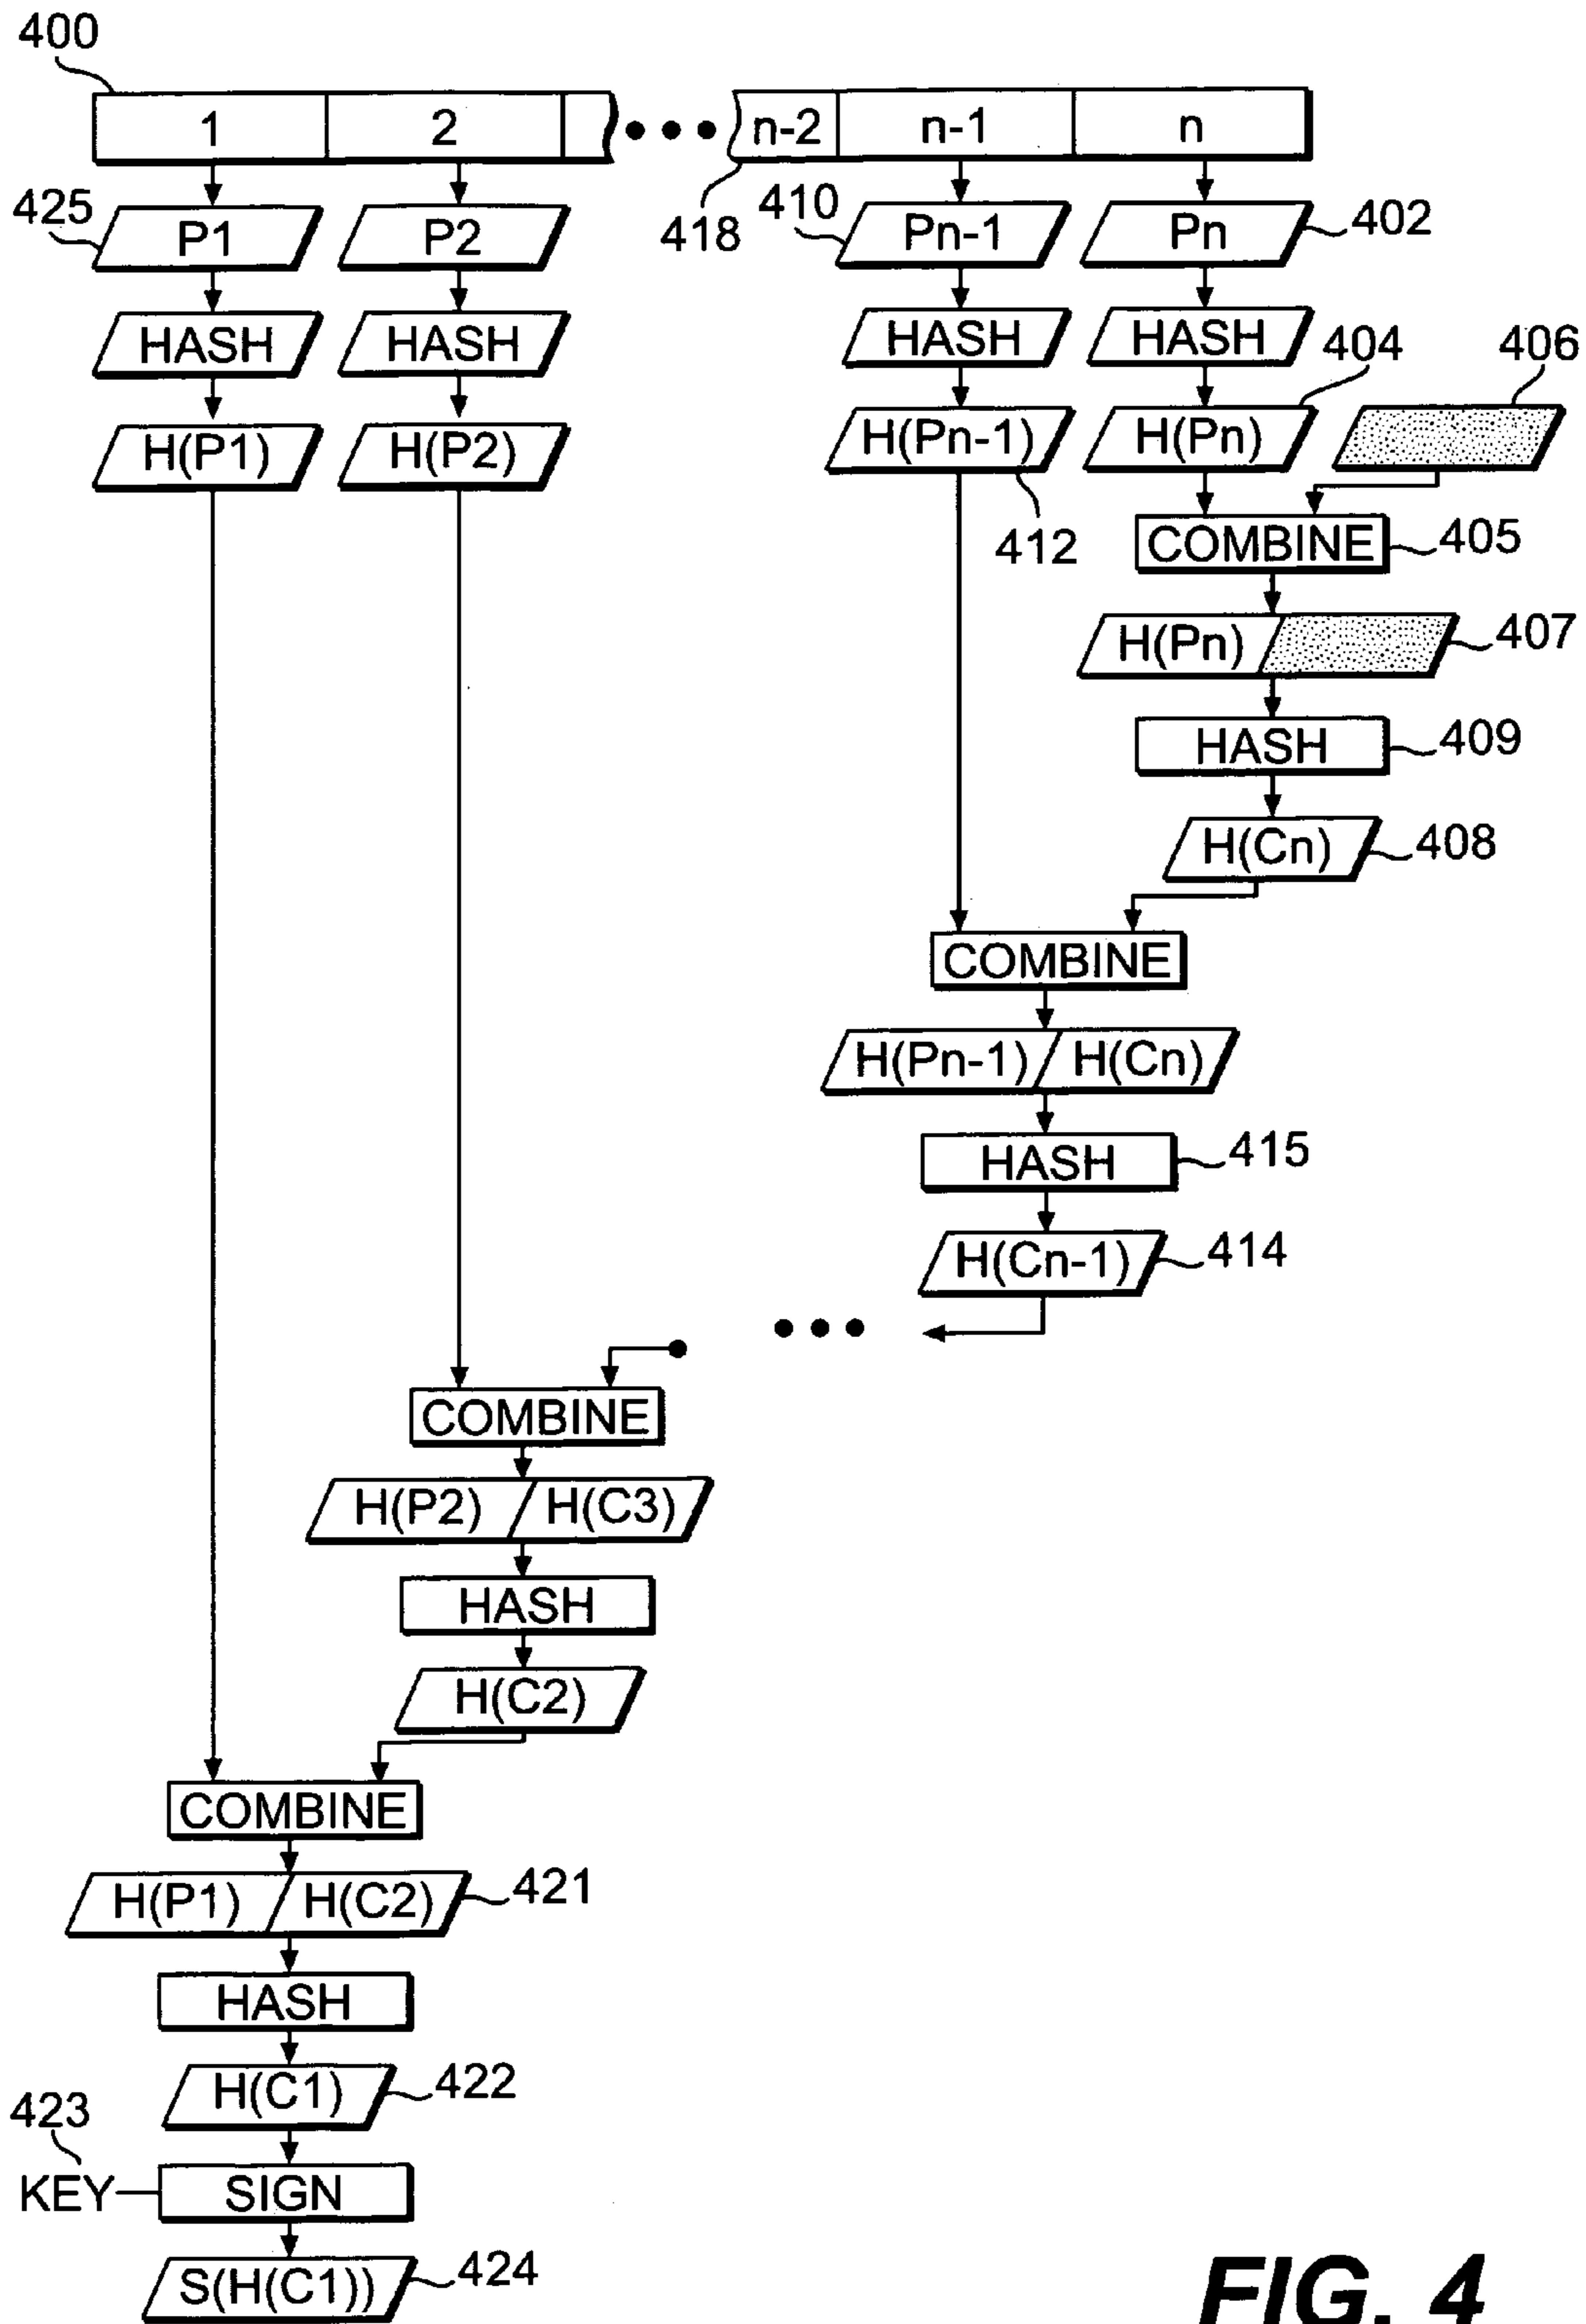 400
1 2 n-2 n-1 n
425 P1 P2 418 410 Pn-1 Pn 402
HASH HASH HASH HASH 404 406
H(P1) H(P2) H(Pn-1) H(Pn)
412 COMBINE 405
H(Pn) 407
HASH 409
H(Cn) 408
COMBINE
H(Pn-1) H(Cn)
HASH 415
H(Cn-1) 414
COMBINE
H(P2) H(C3)
HASH
H(C2)
COMBINE
H(P1) H(C2) 421
HASH
H(C1) 422
423
KEY SIGN
S(H(C1)) 424
FIG. 4